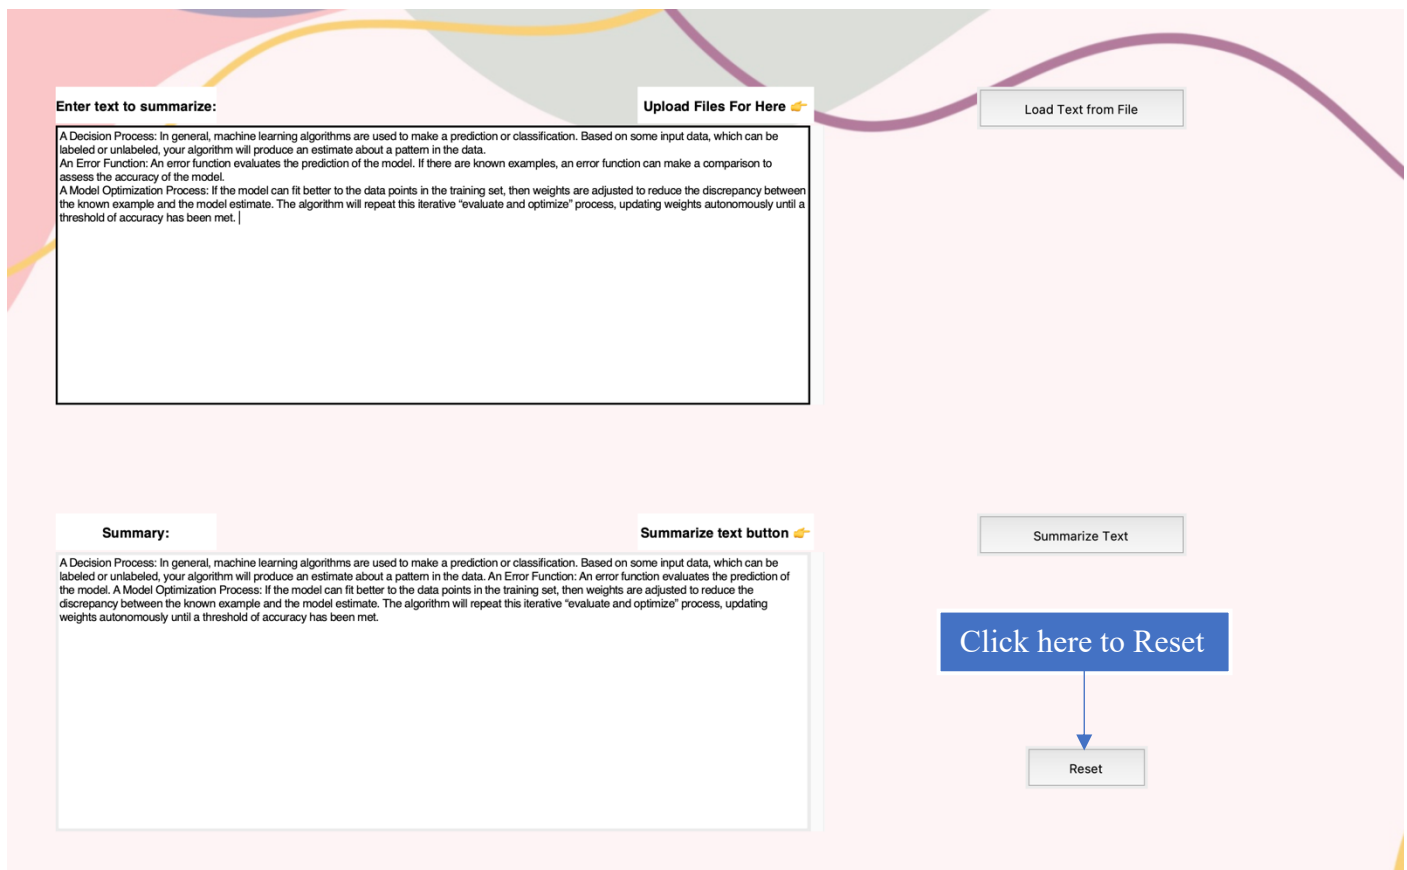 Enter text to summarize:
Upload Files For Here 👉
Load Text from File
A Decision Process: In general, machine learning algorithms are used to make a prediction or classification. Based on some input data, which can be
labeled or unlabeled, your algorithm will produce an estimate about a pattern in the data.
An Error Function: An error function evaluates the prediction of the model. If there are known examples, an error function can make a comparison to
assess the accuracy of the model.
A Model Optimization Process: If the model can fit better to the data points in the training set, then weights are adjusted to reduce the discrepancy between
the known example and the model estimate. The algorithm will repeat this iterative “evaluate and optimize” process, updating weights autonomously until a
threshold of accuracy has been met.
Summary:
Summarize text button 👉
Summarize Text
A Decision Process: In general, machine learning algorithms are used to make a prediction or classification. Based on some input data, which can be
labeled or unlabeled, your algorithm will produce an estimate about a pattern in the data. An Error Function: An error function evaluates the prediction of
the model. A Model Optimization Process: If the model can fit better to the data points in the training set, then weights are adjusted to reduce the
discrepancy between the known example and the model estimate. The algorithm will repeat this iterative “evaluate and optimize” process, updating
weights autonomously until a threshold of accuracy has been met.
Click here to Reset
Reset